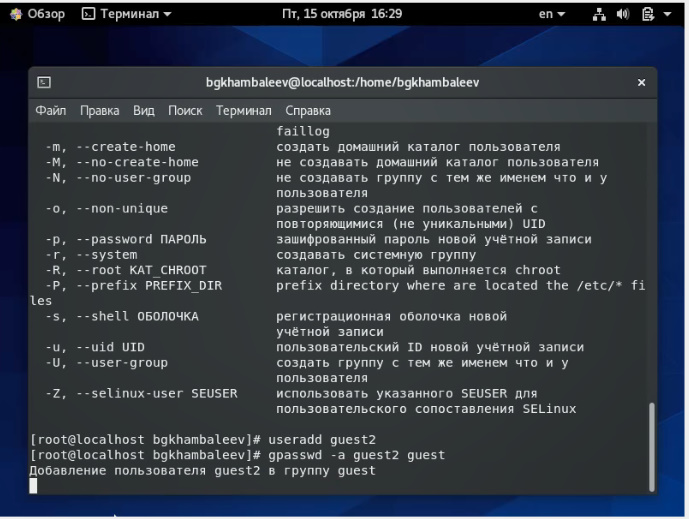 Обзор Терминал Пт, 15 октября 16:29 en
bgkhambaleev@localhost:/home/bgkhambaleev ×
Файл Правка Вид Поиск Терминал Справка
faillog
-m, --create-home создать домашний каталог пользователя
-M, --no-create-home не создавать домашний каталог пользователя
-N, --no-user-group не создавать группу с тем же именем что и у
пользователя
-o, --non-unique разрешить создание пользователей с
повторяющимися (не уникальными) UID
-p, --password ПАРОЛЬ зашифрованный пароль новой учётной записи
-r, --system создавать системную группу
-R, --root KAT_CHROOT каталог, в который выполняется chroot
-P, --prefix PREFIX_DIR prefix directory where are located the /etc/* fi
les
-s, --shell ОБОЛОЧКА регистрационная оболочка новой
учётной записи
-u, --uid UID пользовательский ID новой учётной записи
-U, --user-group создать группу с тем же именем что и у
пользователя
-Z, --selinux-user SEUSER использовать указанного SEUSER для
пользовательского сопоставления SELinux
[root@localhost bgkhambaleev]# useradd guest2
[root@localhost bgkhambaleev]# gpasswd -a guest2 guest
Добавление пользователя guest2 в группу guest